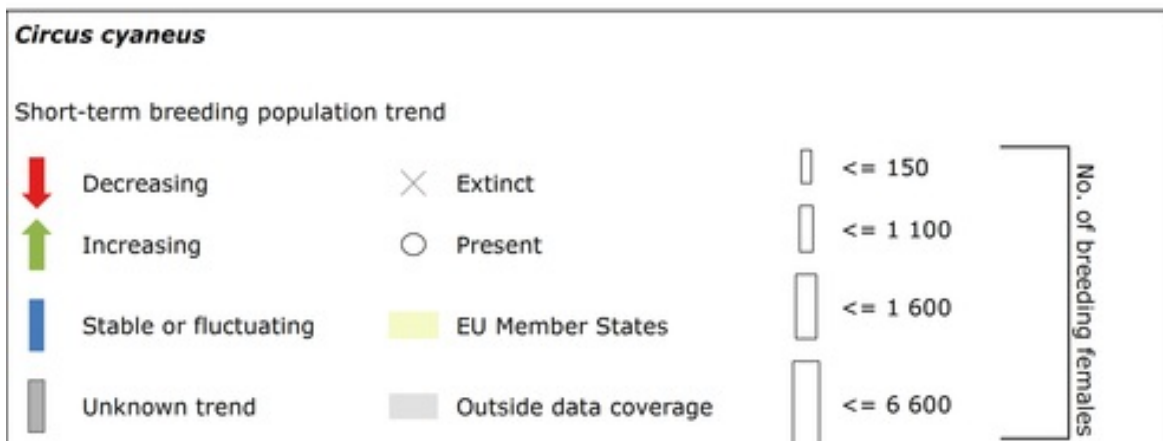 Circus cyaneus
Short-term breeding population trend
Decreasing
Increasing
Stable or fluctuating
Unknown trend
Extinct
Present
EU Member States
Outside data coverage
<= 150
<= 1 100
<= 1 600
<= 6 600
No. of breeding females